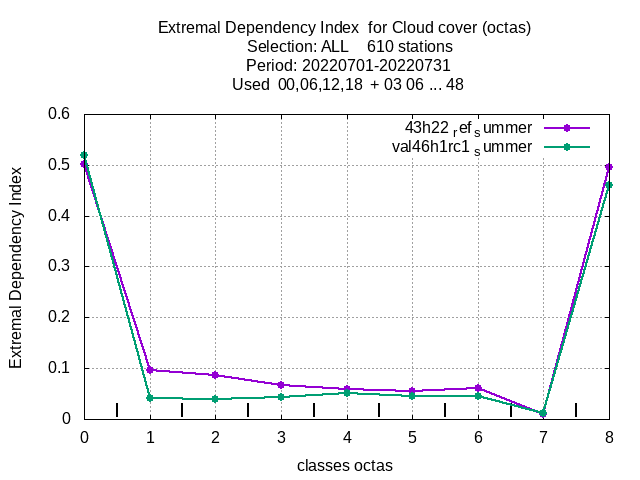 Extremal Dependency Index  for Cloud cover (octas)
Selection: ALL    610 stations
Period: 20220701-20220731
Used  00,06,12,18  + 03 06 ... 48
43h22 ref summer
val46h1rc1 summer
Extremal Dependency Index
0.6
0.5
0.4
0.3
0.2
0.1
0
0 1 2 3 4 5 6 7 8
classes octas